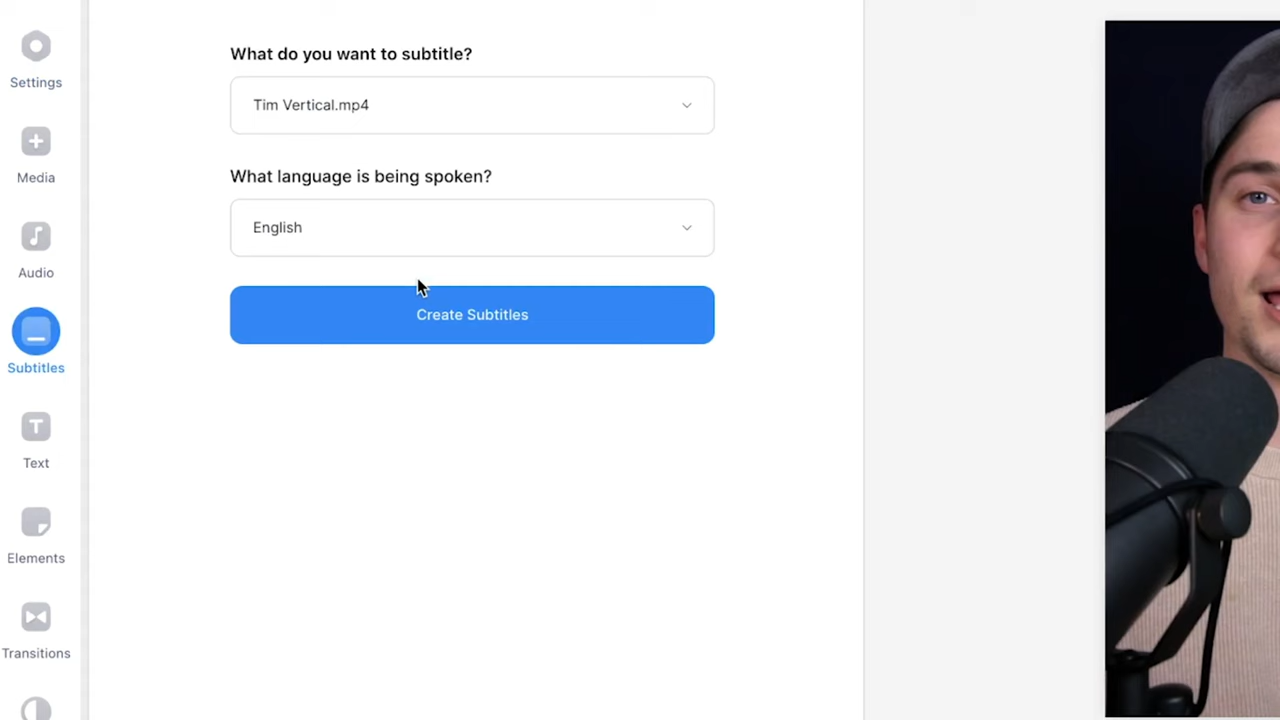 Settings
Media
Audio
Subtitles
Text
Elements
Transitions
What do you want to subtitle?
Tim Vertical.mp4
What language is being spoken?
English
Create Subtitles